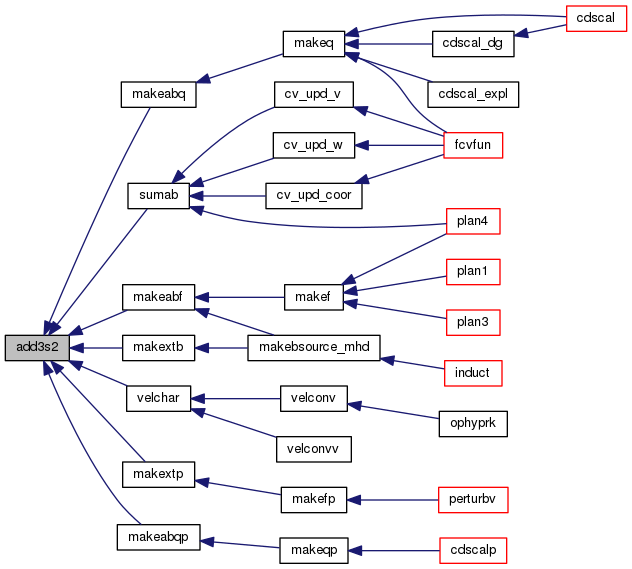 cdscal
makeq
cdscal_dg
makeabq
cv_upd_v
cdscal_expl
cv_upd_w
fcvfun
sumab
cv_upd_coor
plan4
plan1
makeabf
makef
plan3
add3s2
makextb
makebsource_mhd
induct
velchar
velconv
ophyprk
velconvv
makextp
makefp
perturbv
makeabqp
makeqp
cdscalp